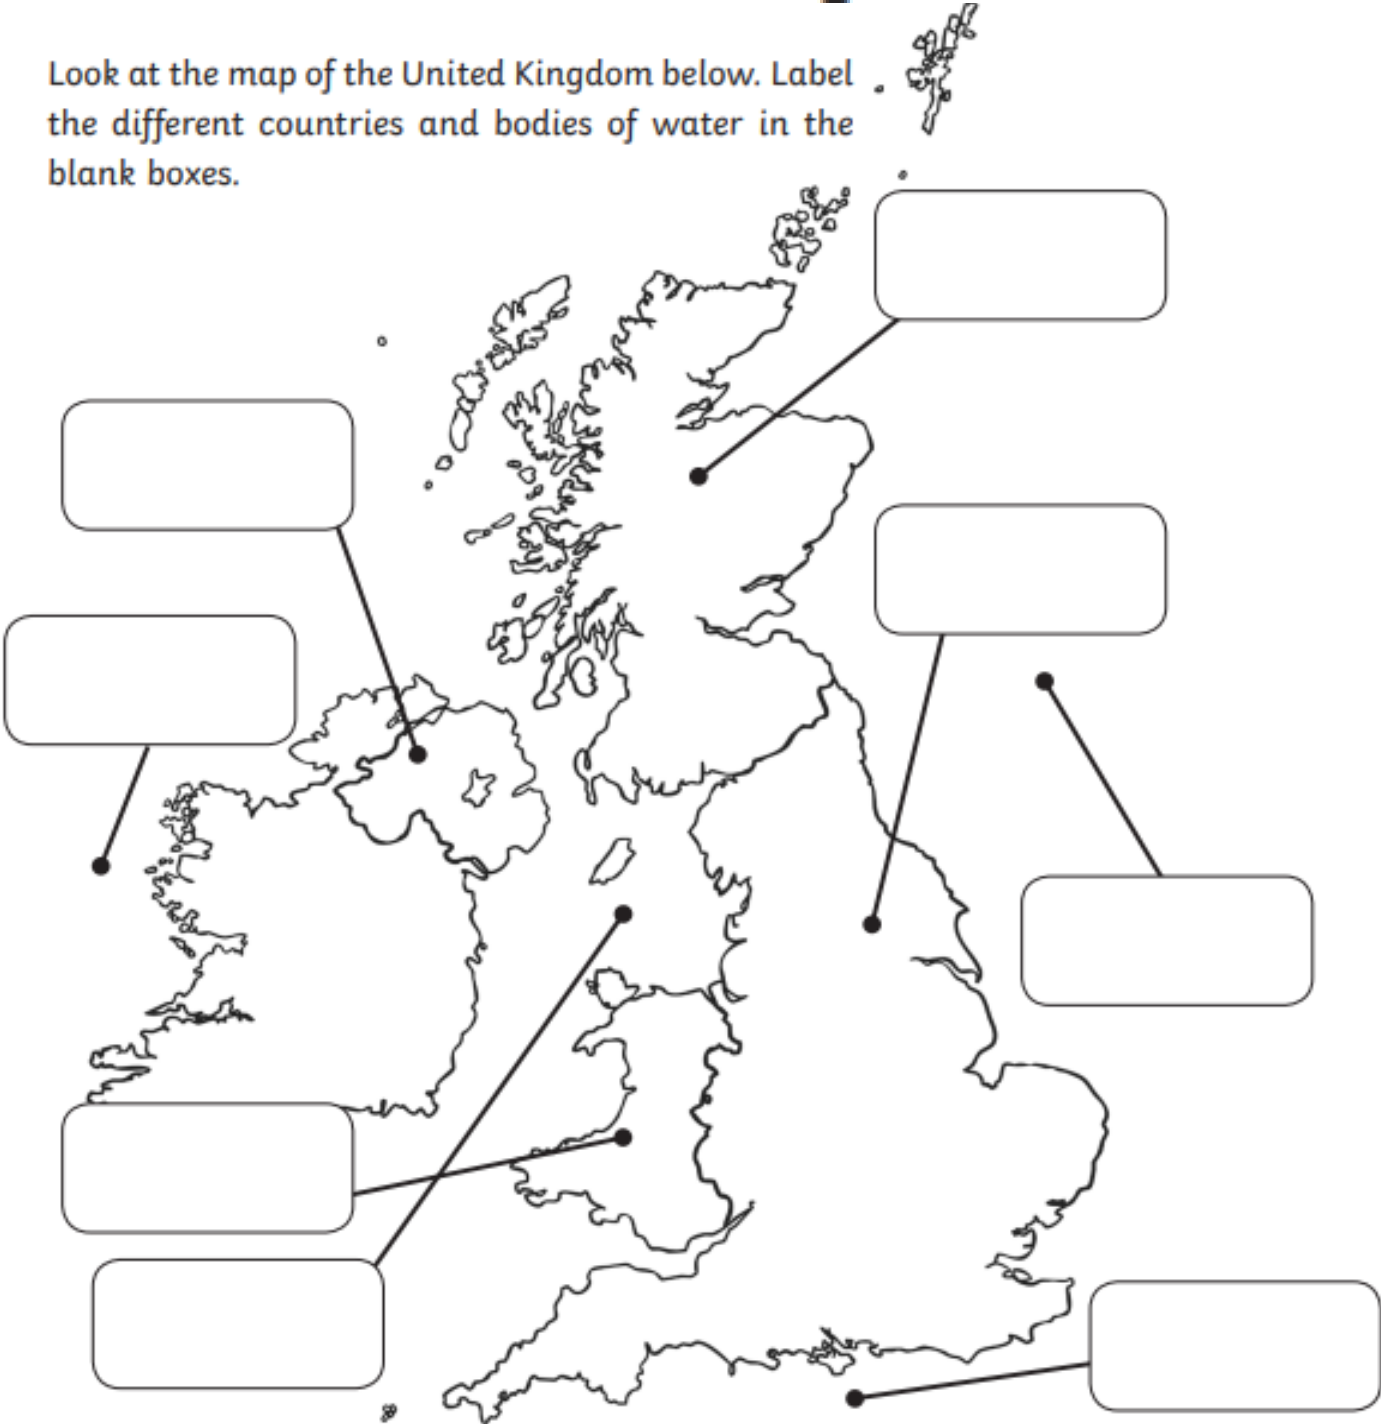 Look at the map of the United Kingdom below. Label
the different countries and bodies of water in the
blank boxes.